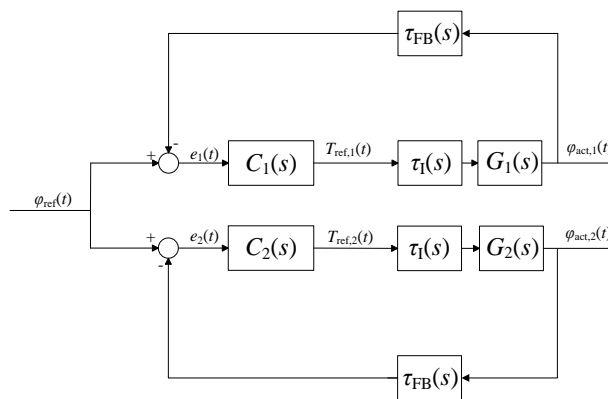 τFB(s)
-
+
e1(t)
C1(s)
Tref,1(t)
τI(s)
G1(s)
φact,1(t)
φref(t)
+
-
e2(t)
C2(s)
Tref,2(t)
τI(s)
G2(s)
φact,2(t)
τFB(s)